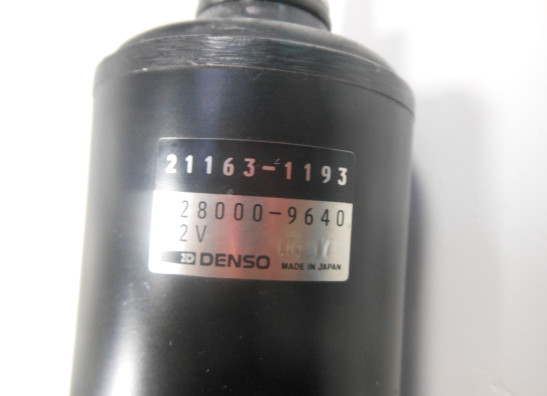 21163-1193
28000-9640
2V
DENSO MADE IN JAPAN